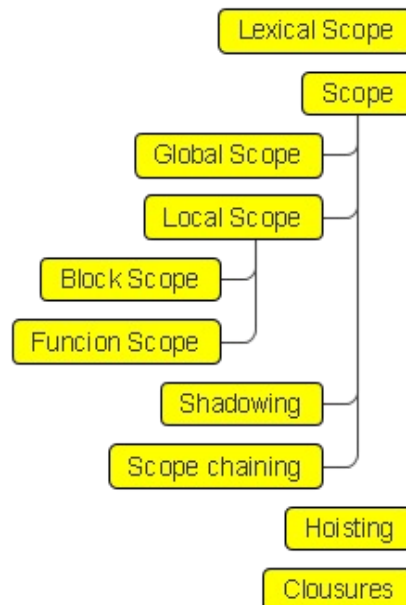 Lexical Scope
Scope
Global Scope
Local Scope
Block Scope
Funcion Scope
Shadowing
Scope chaining
Hoisting
Clousures